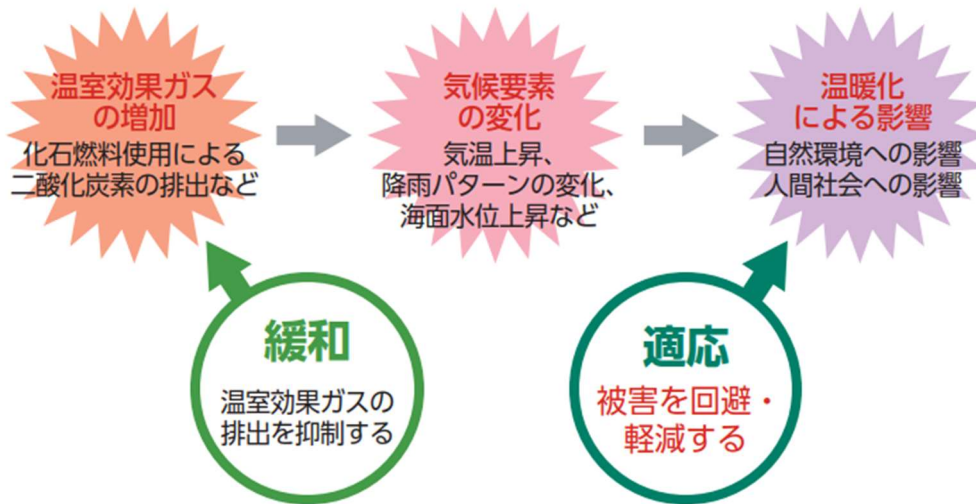 温室効果ガス
の増加
化石燃料使用による
二酸化炭素の排出など
気候要素
の変化
気温上昇、
降雨パターンの変化、
海面水位上昇など
温暖化
による影響
自然環境への影響
人間社会への影響
緩和
温室効果ガスの
排出を抑制する
適応
被害を回避・
軽減する